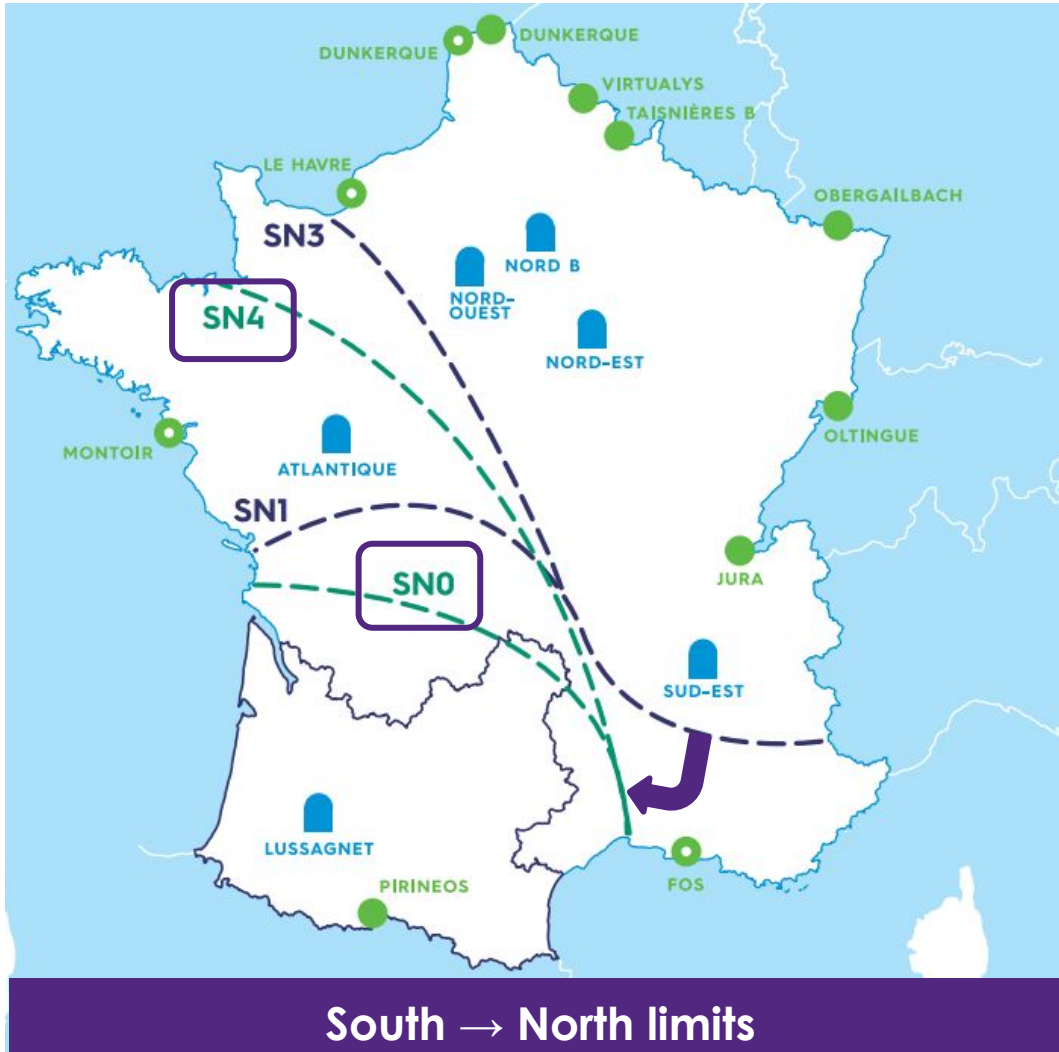 DUNKERQUE
DUNKERQUE
VIRTUALYS
TAISNIÈRES B
LE HAVRE
OBERGAILBACH
SN3
NORD B
NORD-
OUEST
SN4
NORD-EST
OLTINGUE
MONTOIR
ATLANTIQUE
SN1
JURA
SN0
SUD-EST
LUSSAGNET
FOS
PIRINEOS
South → North limits